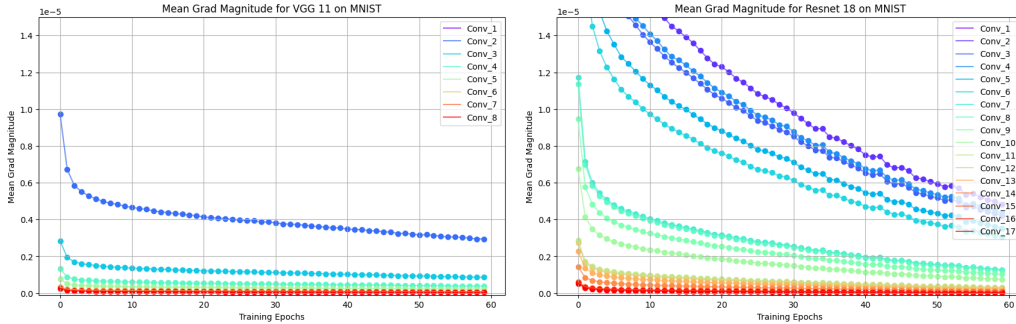 Mean Grad Magnitude for VGG 11 on MNIST
1e−5
Mean Grad Magnitude
1.4
1.2
1.0
0.8
0.6
0.4
0.2
0.0
0
10
20
30
40
50
60
Training Epochs
Conv_1
Conv_2
Conv_3
Conv_4
Conv_5
Conv_6
Conv_7
Conv_8
Mean Grad Magnitude for Resnet 18 on MNIST
1e−5
Mean Grad Magnitude
1.4
1.2
1.0
0.8
0.6
0.4
0.2
0.0
0
10
20
30
40
50
60
Training Epochs
Conv_1
Conv_2
Conv_3
Conv_4
Conv_5
Conv_6
Conv_7
Conv_8
Conv_9
Conv_10
Conv_11
Conv_12
Conv_13
Conv_14
Conv_15
Conv_16
Conv_17